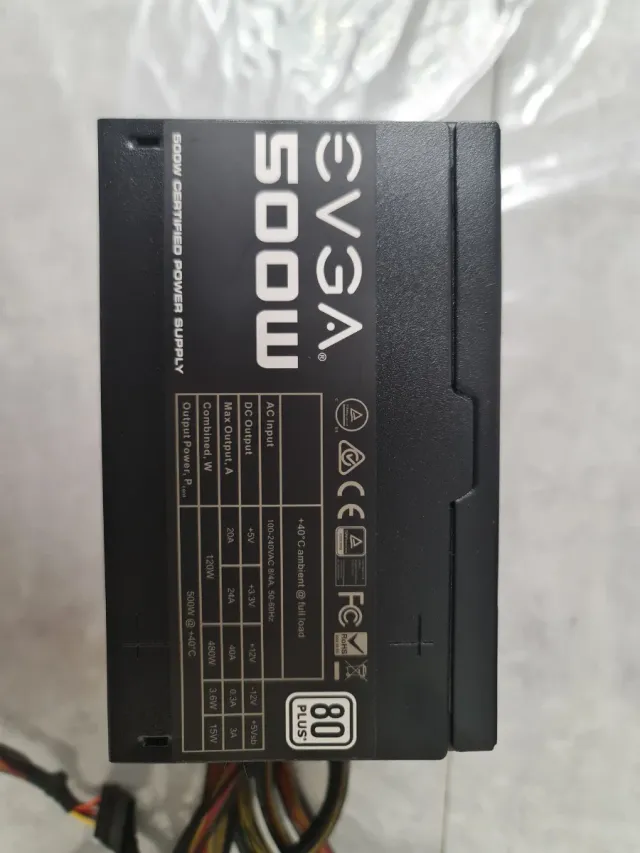 EVGA®
500W
500W CERTIFIED POWER SUPPLY
FC
RoHS
+40°C ambient @ full load
AC Input 100-240VAC 8/4A, 50-60Hz
DC Output +5V +3.3V +12V -12V +5Vsb
Max Output, A 20A 24A 40A 0.3A 3A
Combined, W 120W 480W 3.6W 15W
Output Power, P 500W @ +40°C
80
PLUS